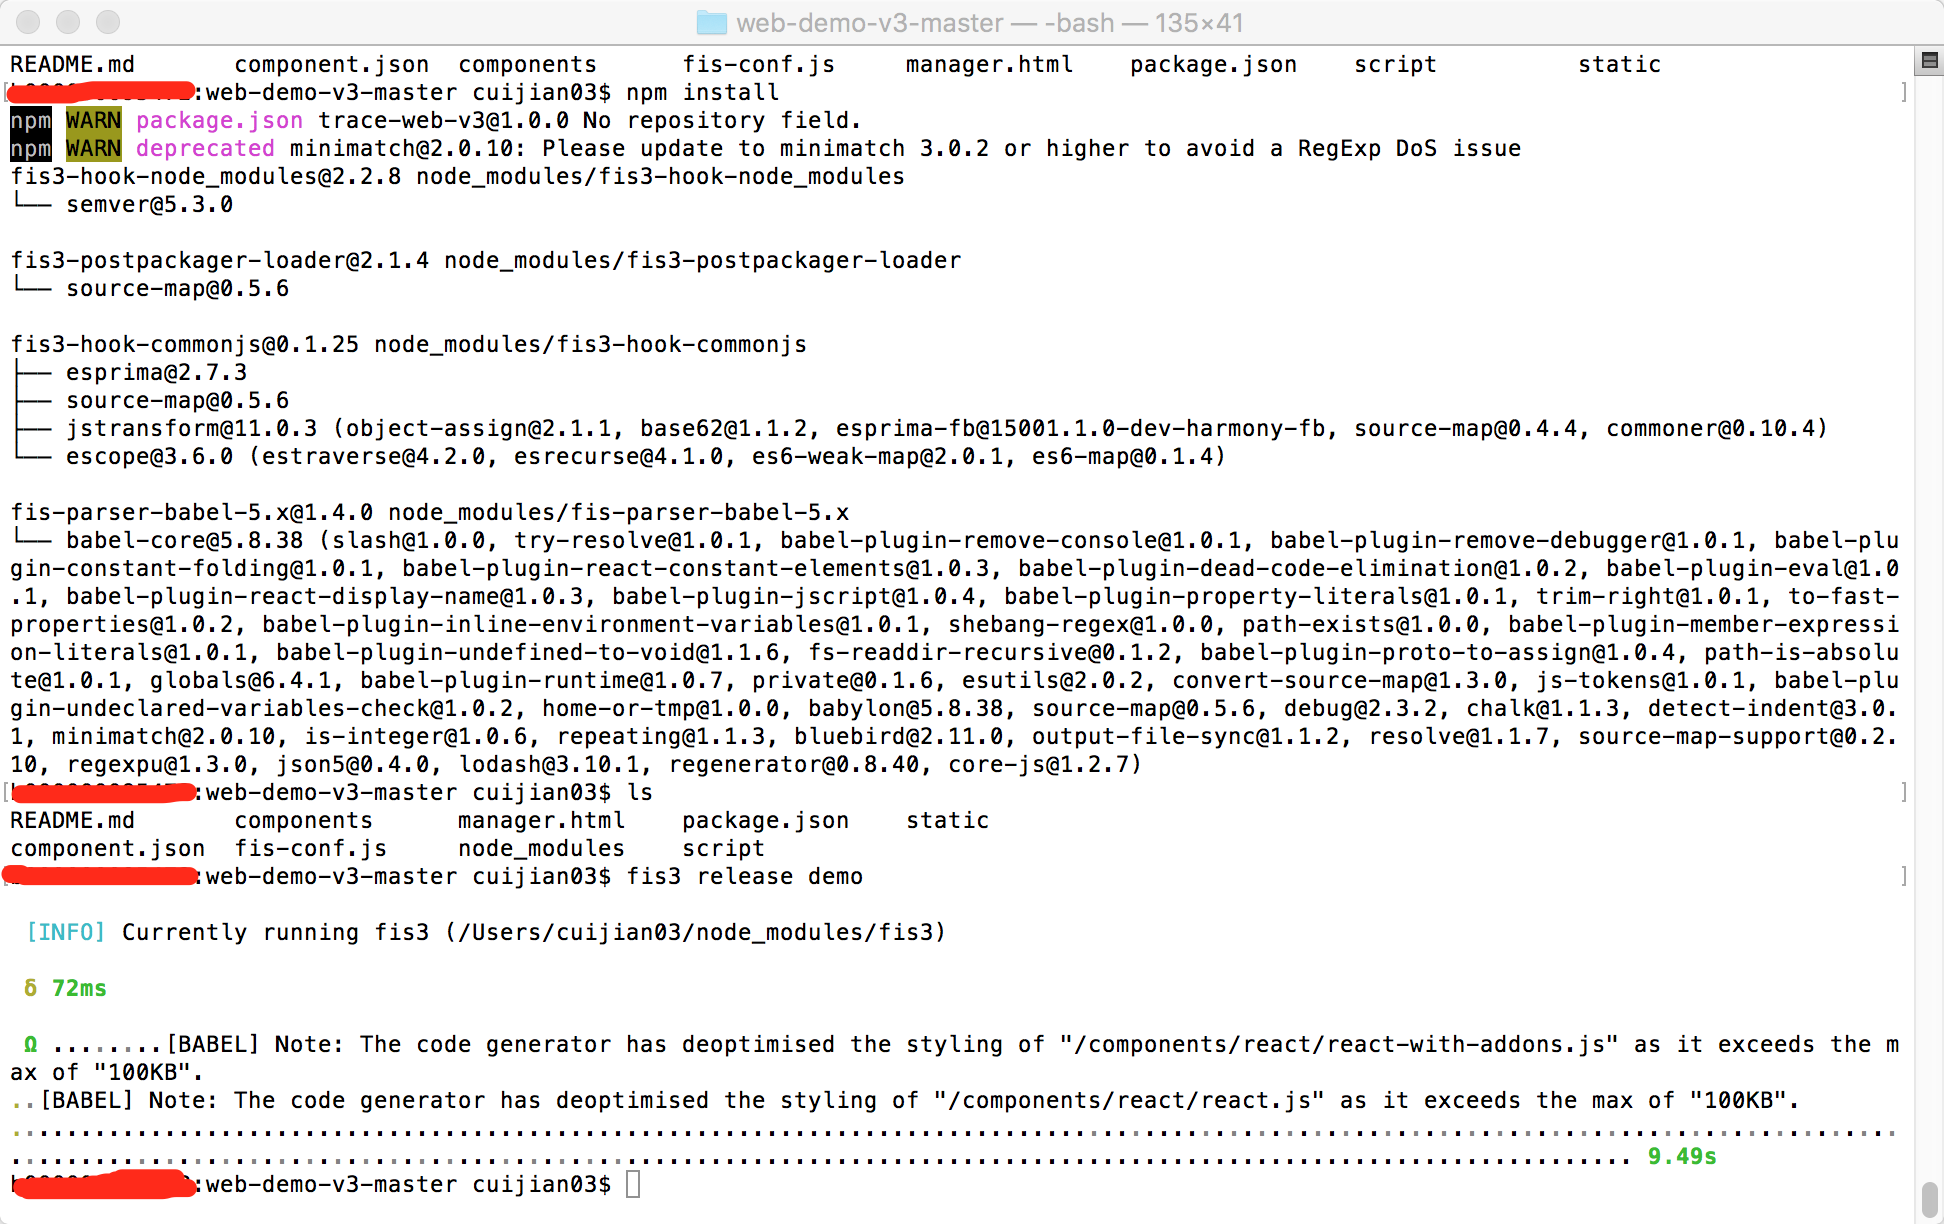 web-demo-v3-master — -bash — 135×41
README.md component.json components fis-conf.js manager.html package.json script static
:web-demo-v3-master cuijian03$ npm install
npm WARN package.json trace-web-v3@1.0.0 No repository field.
npm WARN deprecated minimatch@2.0.10: Please update to minimatch 3.0.2 or higher to avoid a RegExp DoS issue
fis3-hook-node_modules@2.2.8 node_modules/fis3-hook-node_modules
└── semver@5.3.0
fis3-postpackager-loader@2.1.4 node_modules/fis3-postpackager-loader
└── source-map@0.5.6
fis3-hook-commonjs@0.1.25 node_modules/fis3-hook-commonjs
├── esprima@2.7.3
├── source-map@0.5.6
├── jstransform@11.0.3 (object-assign@2.1.1, base62@1.1.2, esprima-fb@15001.1.0-dev-harmony-fb, source-map@0.4.4, commoner@0.10.4)
└── escope@3.6.0 (estraverse@4.2.0, esrecurse@4.1.0, es6-weak-map@2.0.1, es6-map@0.1.4)
fis-parser-babel-5.x@1.4.0 node_modules/fis-parser-babel-5.x
└── babel-core@5.8.38 (slash@1.0.0, try-resolve@1.0.1, babel-plugin-remove-console@1.0.1, babel-plugin-remove-debugger@1.0.1, babel-plu
gin-constant-folding@1.0.1, babel-plugin-react-constant-elements@1.0.3, babel-plugin-dead-code-elimination@1.0.2, babel-plugin-eval@1.0
.1, babel-plugin-react-display-name@1.0.3, babel-plugin-jscript@1.0.4, babel-plugin-property-literals@1.0.1, trim-right@1.0.1, to-fast-
properties@1.0.2, babel-plugin-inline-environment-variables@1.0.1, shebang-regex@1.0.0, path-exists@1.0.0, babel-plugin-member-expressi
on-literals@1.0.1, babel-plugin-undefined-to-void@1.1.6, fs-readdir-recursive@0.1.2, babel-plugin-proto-to-assign@1.0.4, path-is-absolu
te@1.0.1, globals@6.4.1, babel-plugin-runtime@1.0.7, private@0.1.6, esutils@2.0.2, convert-source-map@1.3.0, js-tokens@1.0.1, babel-plu
gin-undeclared-variables-check@1.0.2, home-or-tmp@1.0.0, babylon@5.8.38, source-map@0.5.6, debug@2.3.2, chalk@1.1.3, detect-indent@3.0.
1, minimatch@2.0.10, is-integer@1.0.6, repeating@1.1.3, bluebird@2.11.0, output-file-sync@1.1.2, resolve@1.1.7, source-map-support@0.2.
10, regexpu@1.3.0, json5@0.4.0, lodash@3.10.1, regenerator@0.8.40, core-js@1.2.7)
:web-demo-v3-master cuijian03$ ls
README.md components manager.html package.json static
component.json fis-conf.js node_modules script
:web-demo-v3-master cuijian03$ fis3 release demo
[INFO] Currently running fis3 (/Users/cuijian03/node_modules/fis3)
δ 72ms
Ω ........[BABEL] Note: The code generator has deoptimised the styling of "/components/react/react-with-addons.js" as it exceeds the m
ax of "100KB".
..[BABEL] Note: The code generator has deoptimised the styling of "/components/react/react.js" as it exceeds the max of "100KB".
.......................................................................................................................................
.................................................................................................................... 9.49s
:web-demo-v3-master cuijian03$